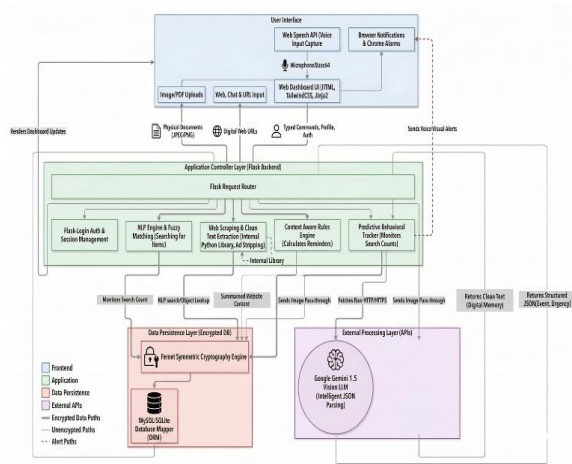 User Interface
Web Speech API (Voice
Input Capture
Browser Notifications
& Chrome Alarms
Microphone/Based4
Image/PDF Uploads
Web, Chat & URL Input
Web Dashboard UI (HTML,
TailwindCSS, Jinja2
Renders Dashboard Updates
Physical Documents
(JPEG/PNG)
Digital Web URLs
Typed Commands, Profile,
Auth
Sends Voice/Visual Alerts
Application Controller Layer (Flask Backend)
Flask Request Router
Flask-Login Auth &
Session Management
NLP Engine & Fuzzy
Matching (Searching for
Items)
Web Scraping & Clean
Text Extraction (Internal
Python Library, Ad Stripping)
Context Aware Rules
Engine
(Calculates Reminders)
Predictive Behavioral
Tracker (Monitors
Search Counts)
Internal Library
Monitors Search Count
NLP search/Object Lookup
Summarized Website
Content
Sends Image Pass-through
Fetches Raw HTTP/HTTPS
Sends Image Pass-through
Returns Clean Text
(Digital Memory)
Returns Structured
JSON(Event, Urgency)
Data Persistence Layer (Encrypted DB)
Fernet Symmetric Cryptography Engine
MySQL/SQLite
Database Mapper
(ORM)
External Processing Layer (APIs)
Google Gemini 1.5
Vision LLM
(Intelligent JSON
Parsing)
Frontend
Application
Data Persistence
External APIs
Encrypted Data Paths
Unencrypted Paths
Alert Paths